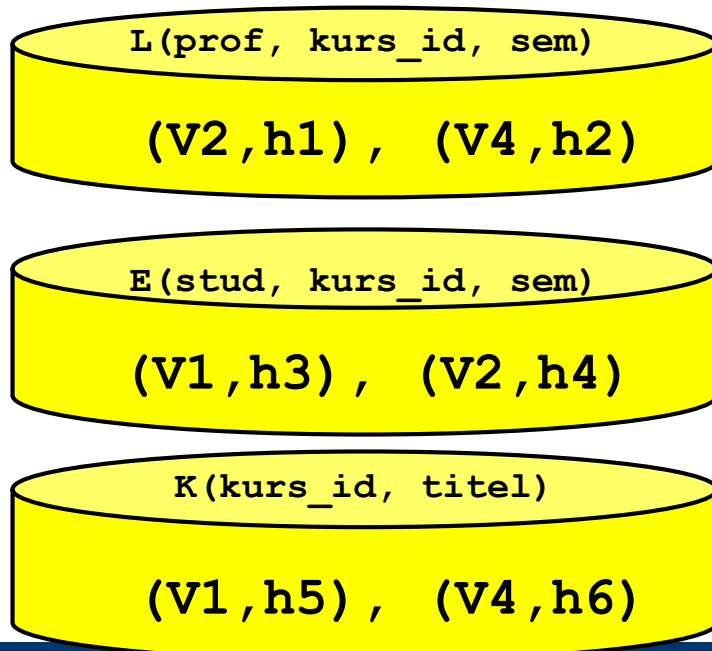 L(prof, kurs_id, sem)
(V2,h1), (V4,h2)
E(stud, kurs_id, sem)
(V1,h3), (V2,h4)
K(kurs_id, titel)
(V1,h5), (V4,h6)